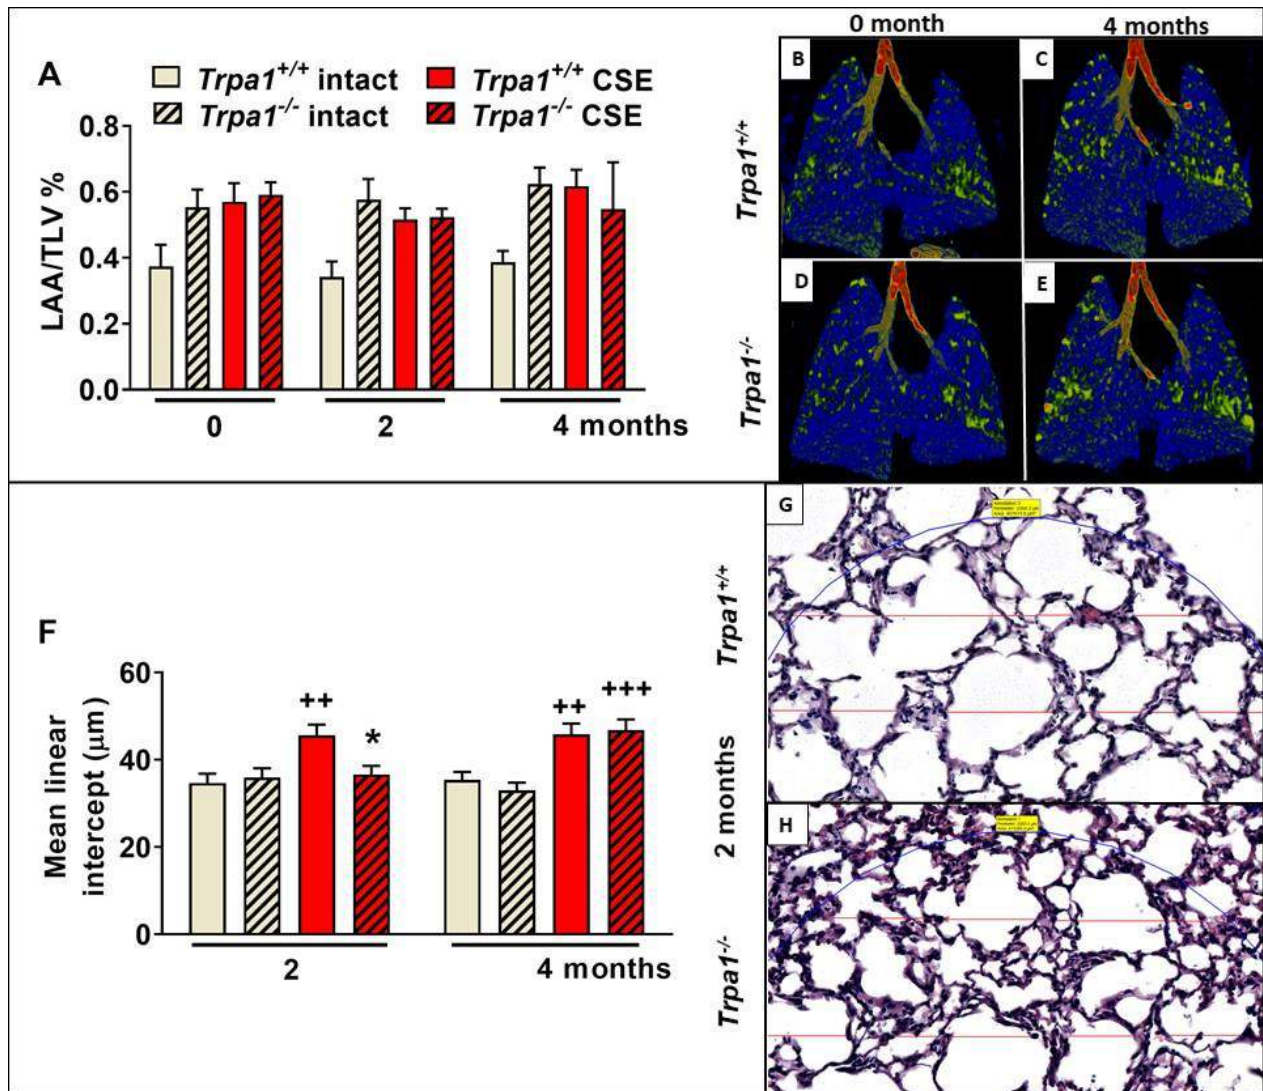 A
Trpa1+/+ intact
Trpa1+/+ CSE
Trpa1-/- intact
Trpa1-/- CSE
LAA/TLV %
0.8
0.6
0.4
0.2
0.0
0
2
4 months
0 month
4 months
B
C
Trpa1+/+
D
E
Trpa1-/-
F
Mean linear
intercept (µm)
60
40
20
0
++
*
++
+++
2
4 months
G
Trpa1+/+
2 months
H
Trpa1-/-